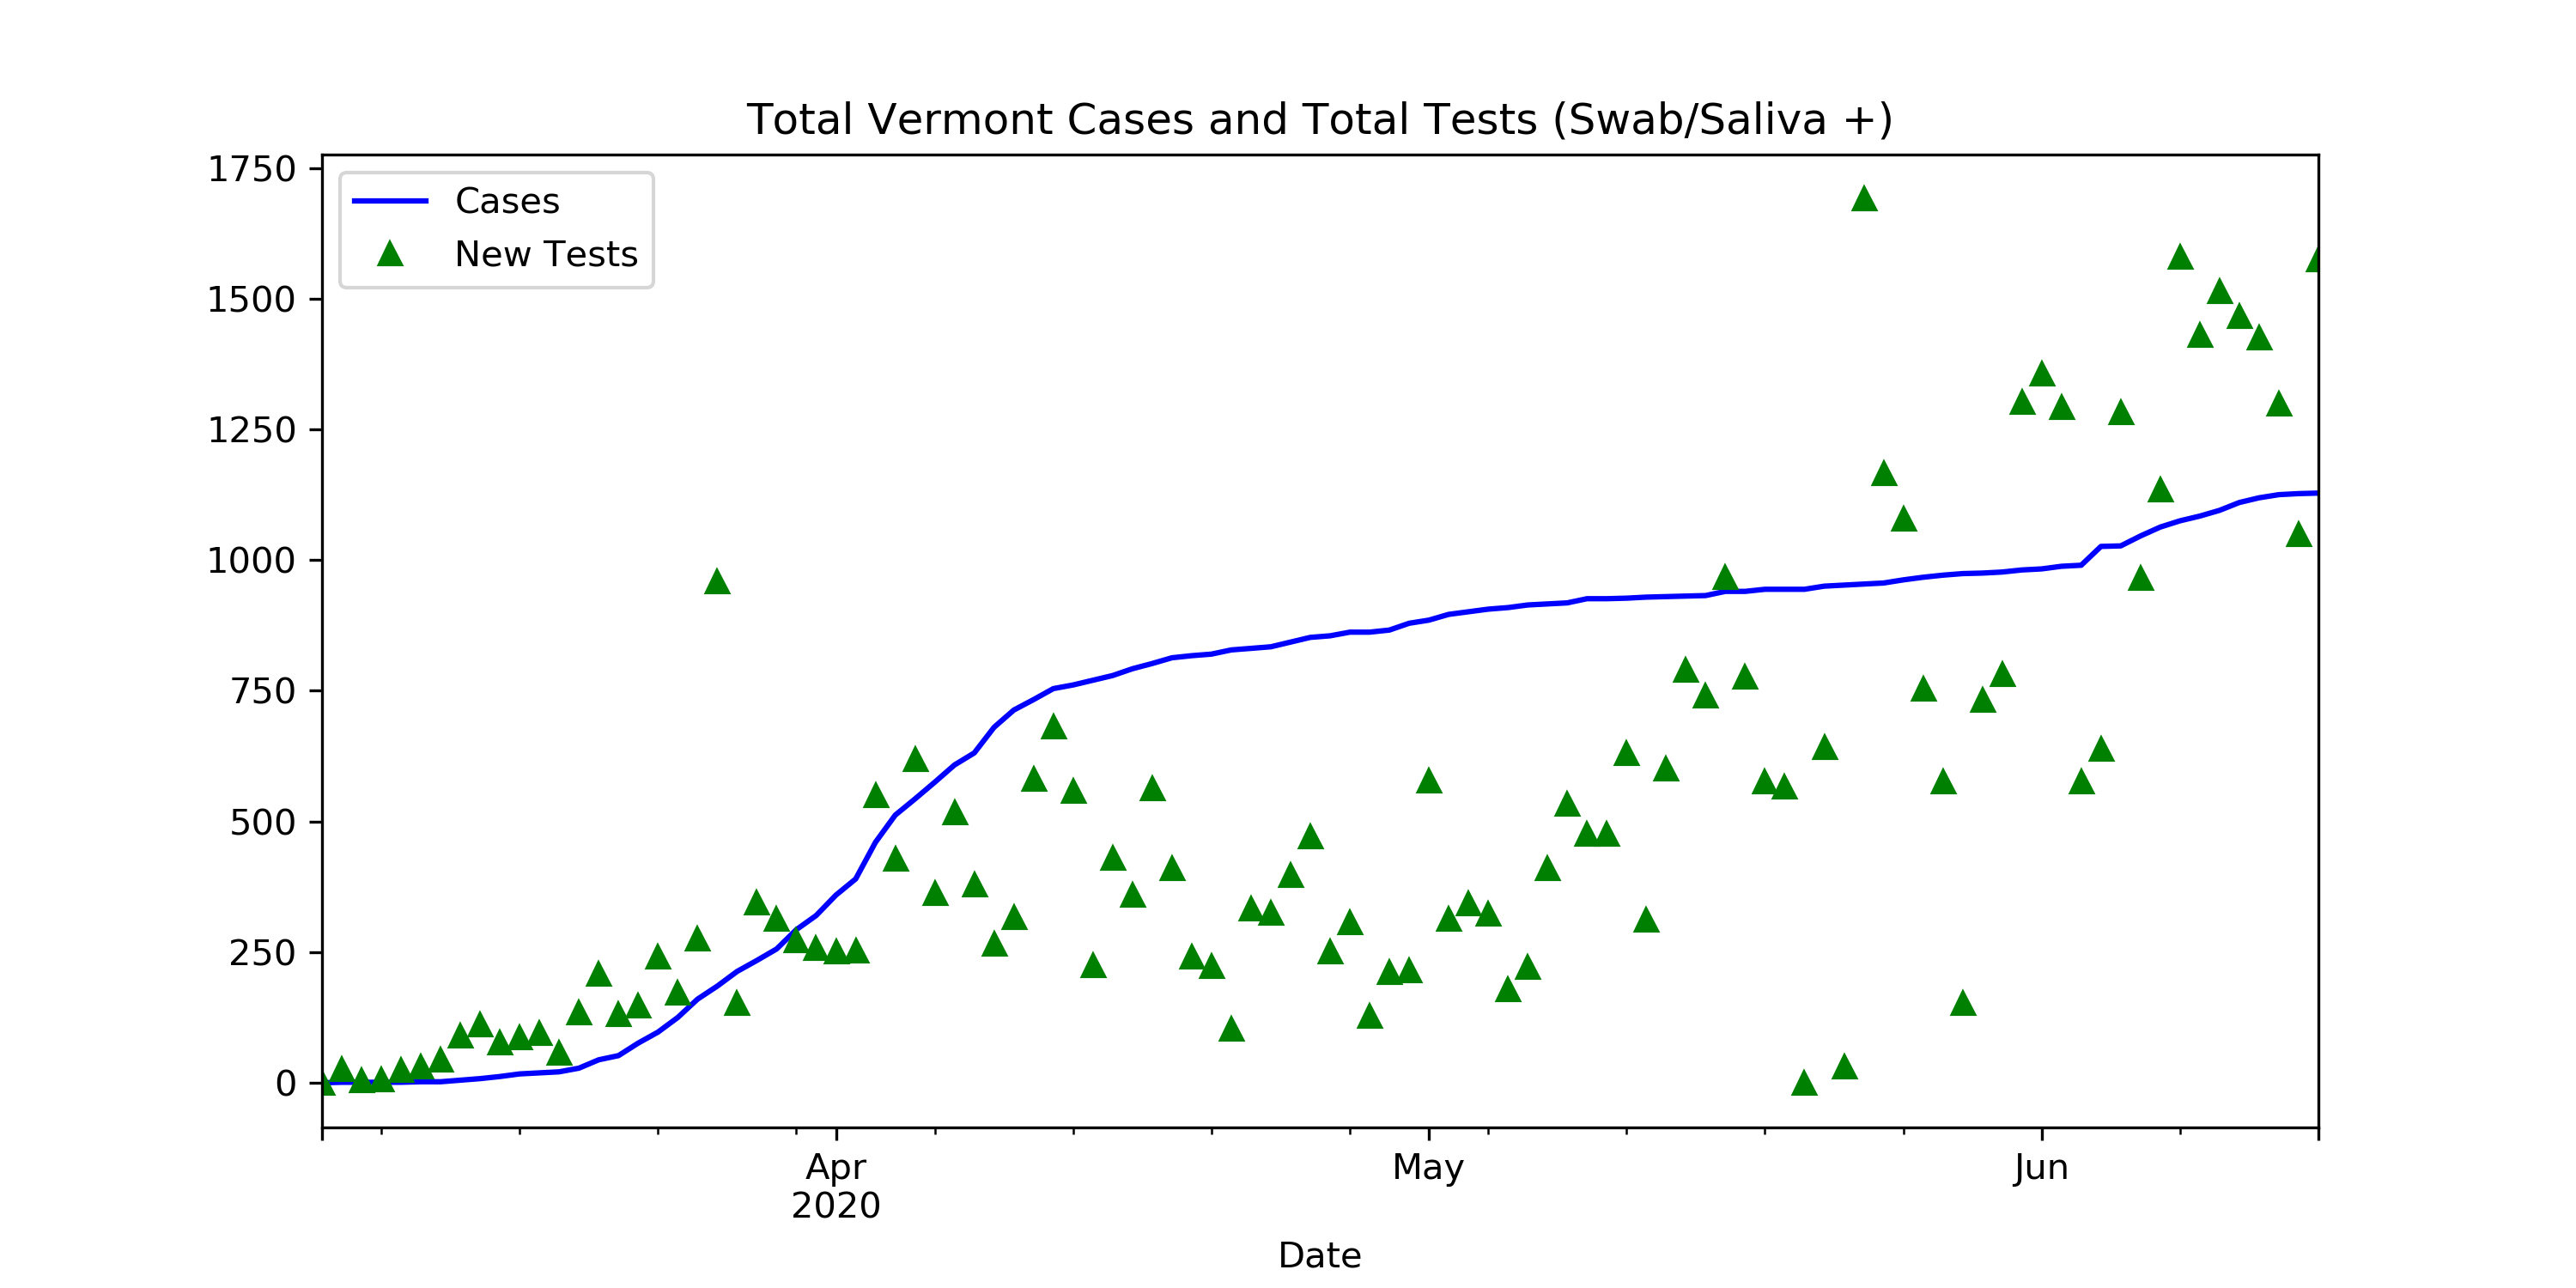 Total Vermont Cases and Total Tests (Swab/Saliva +)
1750
1500
1250
1000
750
500
250
0
Cases
New Tests
Apr
2020
May
Jun
Date